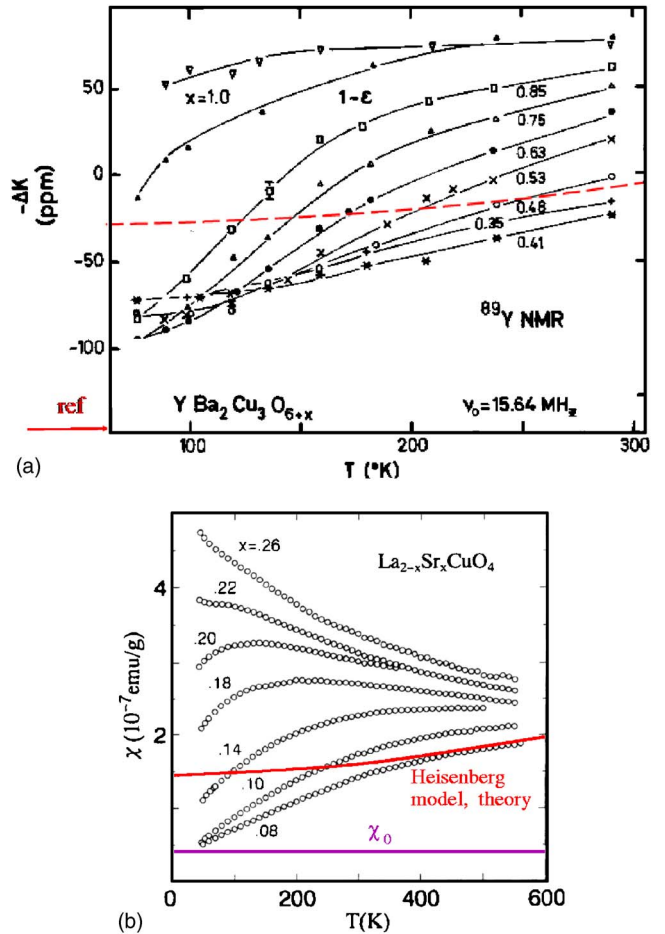 50
0
-50
-100
−ΔK
(ppm)
x=1.0
1-ε
0.85
0.75
0.63
0.53
0.48
0.35
0.41
⁸⁹Y NMR
ref
Y Ba₂ Cu₃ O₆₊ₓ
ν₀=15.64 MHz
100
200
300
(a)
T (°K)
x=.26
La₂₋ₓSrₓCuO₄
4
.22
.20
.18
χ (10⁻⁷emu/g)
2
.14
Heisenberg
model, theory
.10
.08
χ₀
0
200
400
600
(b)
T(K)